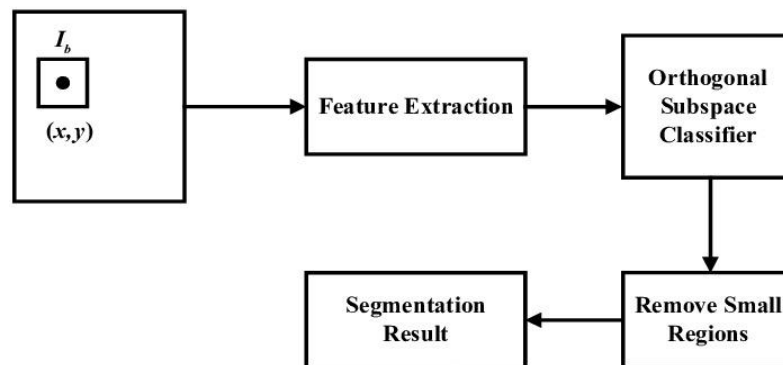 I_b
(x,y)
Feature Extraction
Orthogonal
Subspace
Classifier
Segmentation
Result
Remove Small
Regions